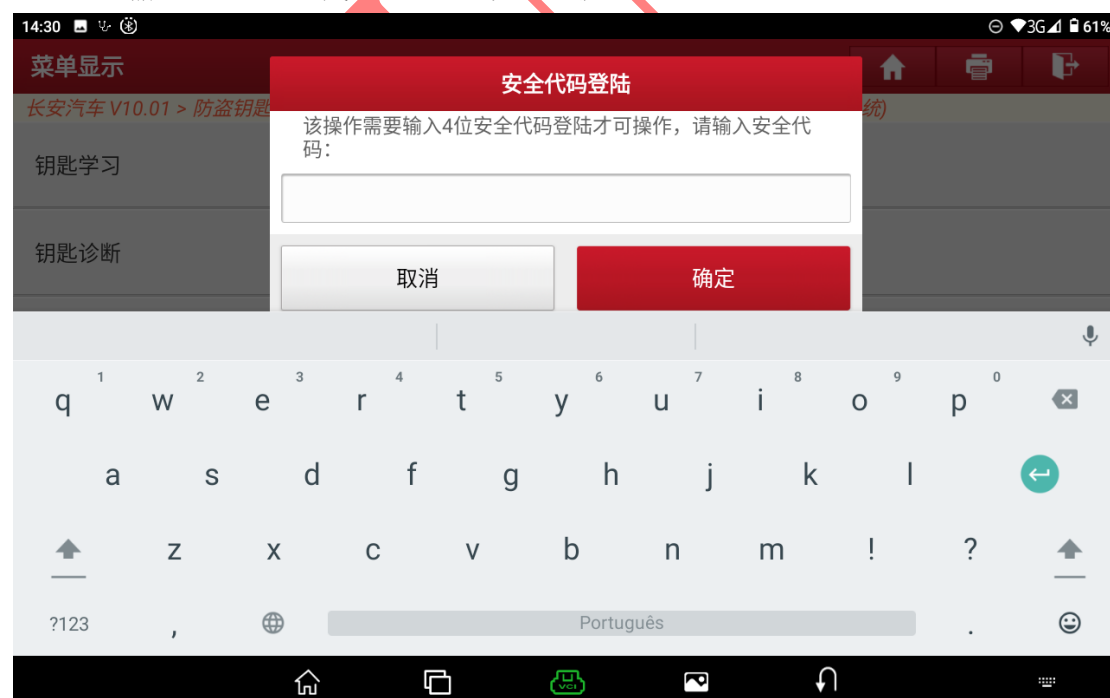 14:30 3G 61%
菜单显示
安全代码登陆
长安汽车 V10.01 > 防盗钥匙 统)
该操作需要输入4位安全代码登陆才可操作，请输入安全代
码：
钥匙学习
钥匙诊断
取消 确定
1 2 3 4 5 6 7 8 9 0
q w e r t y u i o p
a s d f g h j k l
z x c v b n m ! ?
?123 , Português .
VCI